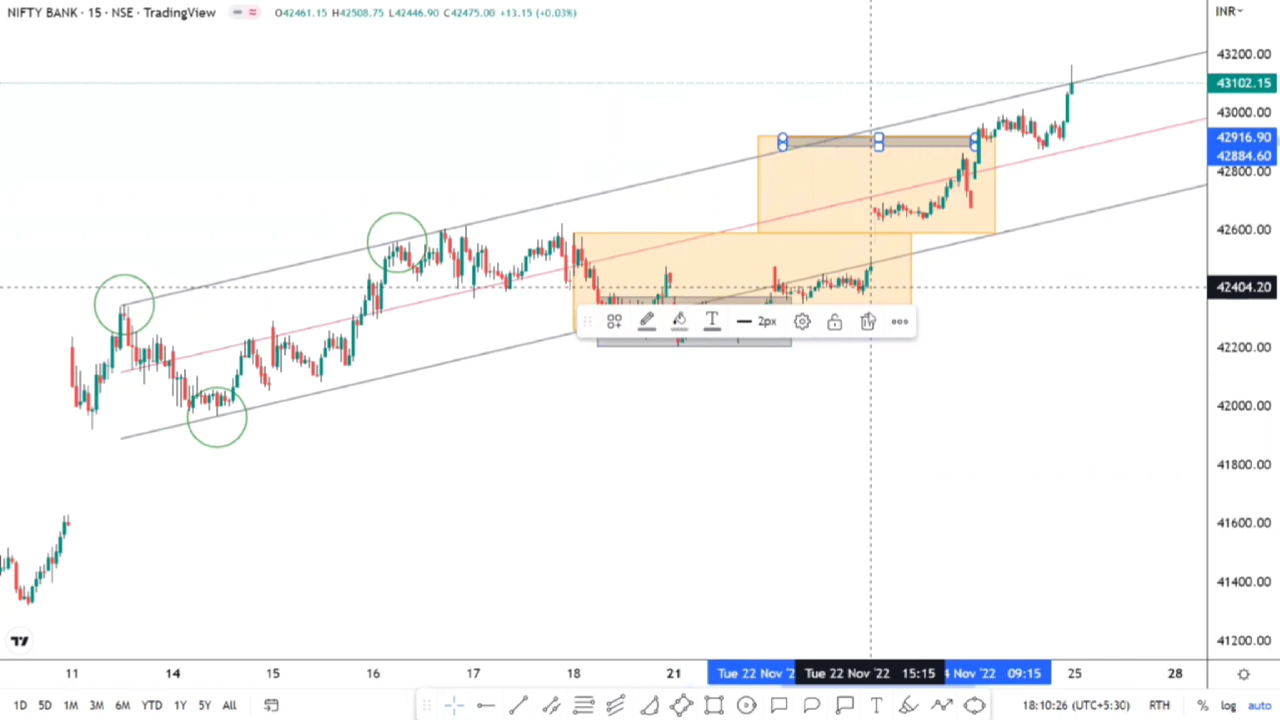 NIFTY BANK · 15 · NSE · TradingView O42461.15 H42508.75 L42446.90 C42475.00 +13.15 (+0.03%)
INR
43200.00
43102.15
43000.00
42916.90
42884.60
42800.00
42600.00
42404.20
T 2px
42200.00
42000.00
41800.00
41600.00
41400.00
41200.00
11 14 15 16 17 18 21 Tue 22 Nov '2 Tue 22 Nov '22 15:15 Nov '22 09:15 25 28
1D 5D 1M 3M 6M YTD 1Y 5Y All T 18:10:26 (UTC+5:30) RTH % log auto